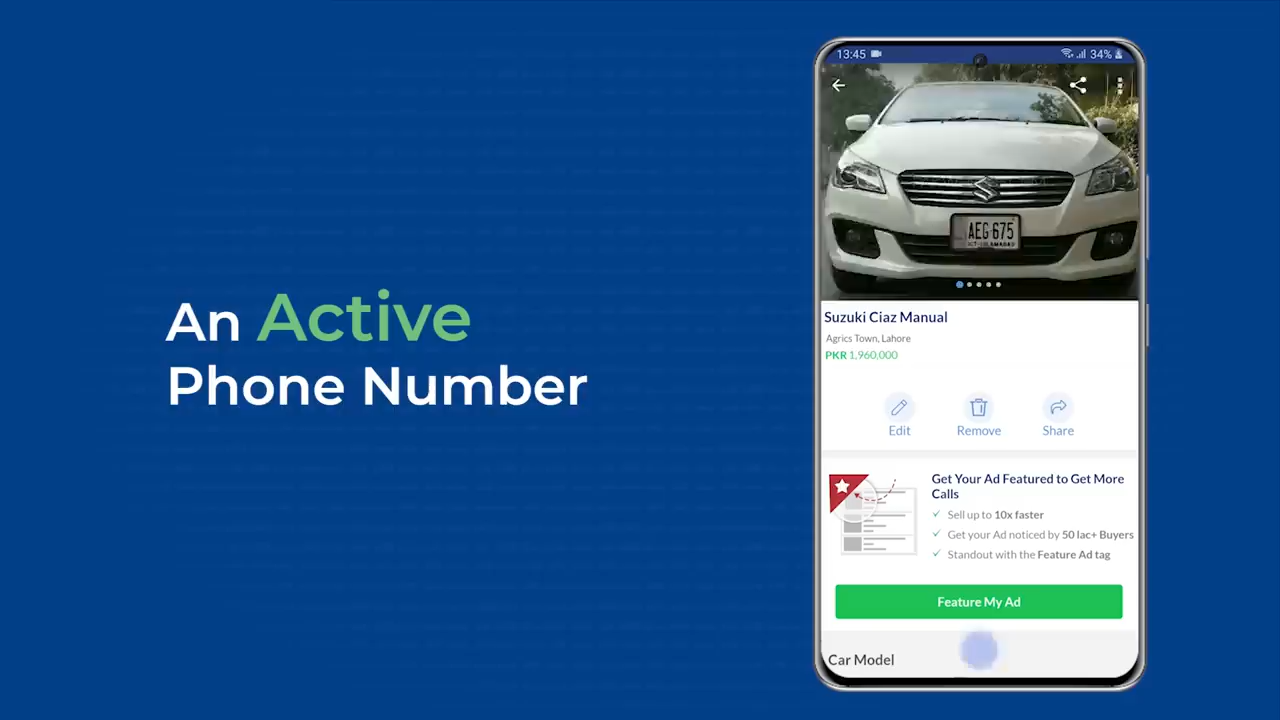 An Active
Phone Number
13:45
34%
AEG 675
ICT-ISLAMABAD
Suzuki Ciaz Manual
Agrics Town, Lahore
PKR 1,960,000
Edit
Remove
Share
Get Your Ad Featured to Get More
Calls
Sell up to 10x faster
Get your Ad noticed by 50 lac+ Buyers
Standout with the Feature Ad tag
Feature My Ad
Car Model